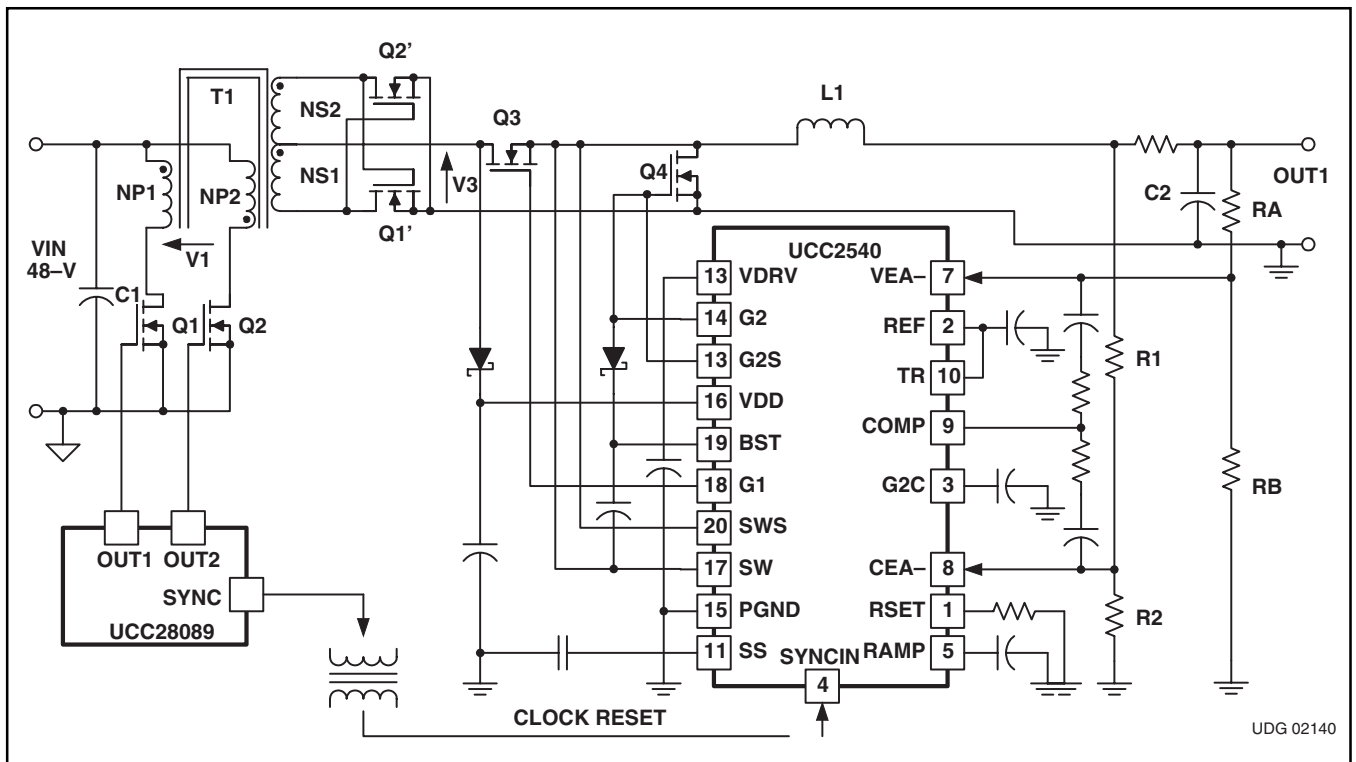 Q2'
T1
NS2
Q3
L1
NP1
NP2
NS1
V3
Q4
OUT1
C2
RA
V1
Q1'
VIN
48–V
C1
Q1
Q2
UCC2540
13 VDRV
VEA– 7
14 G2
REF 2
13 G2S
TR 10
R1
16 VDD
COMP 9
19 BST
18 G1
G2C 3
RB
20 SWS
OUT1
OUT2
17 SW
CEA– 8
SYNC
15 PGND
RSET 1
R2
UCC28089
11 SS
SYNCIN
RAMP 5
4
CLOCK RESET
UDG 02140